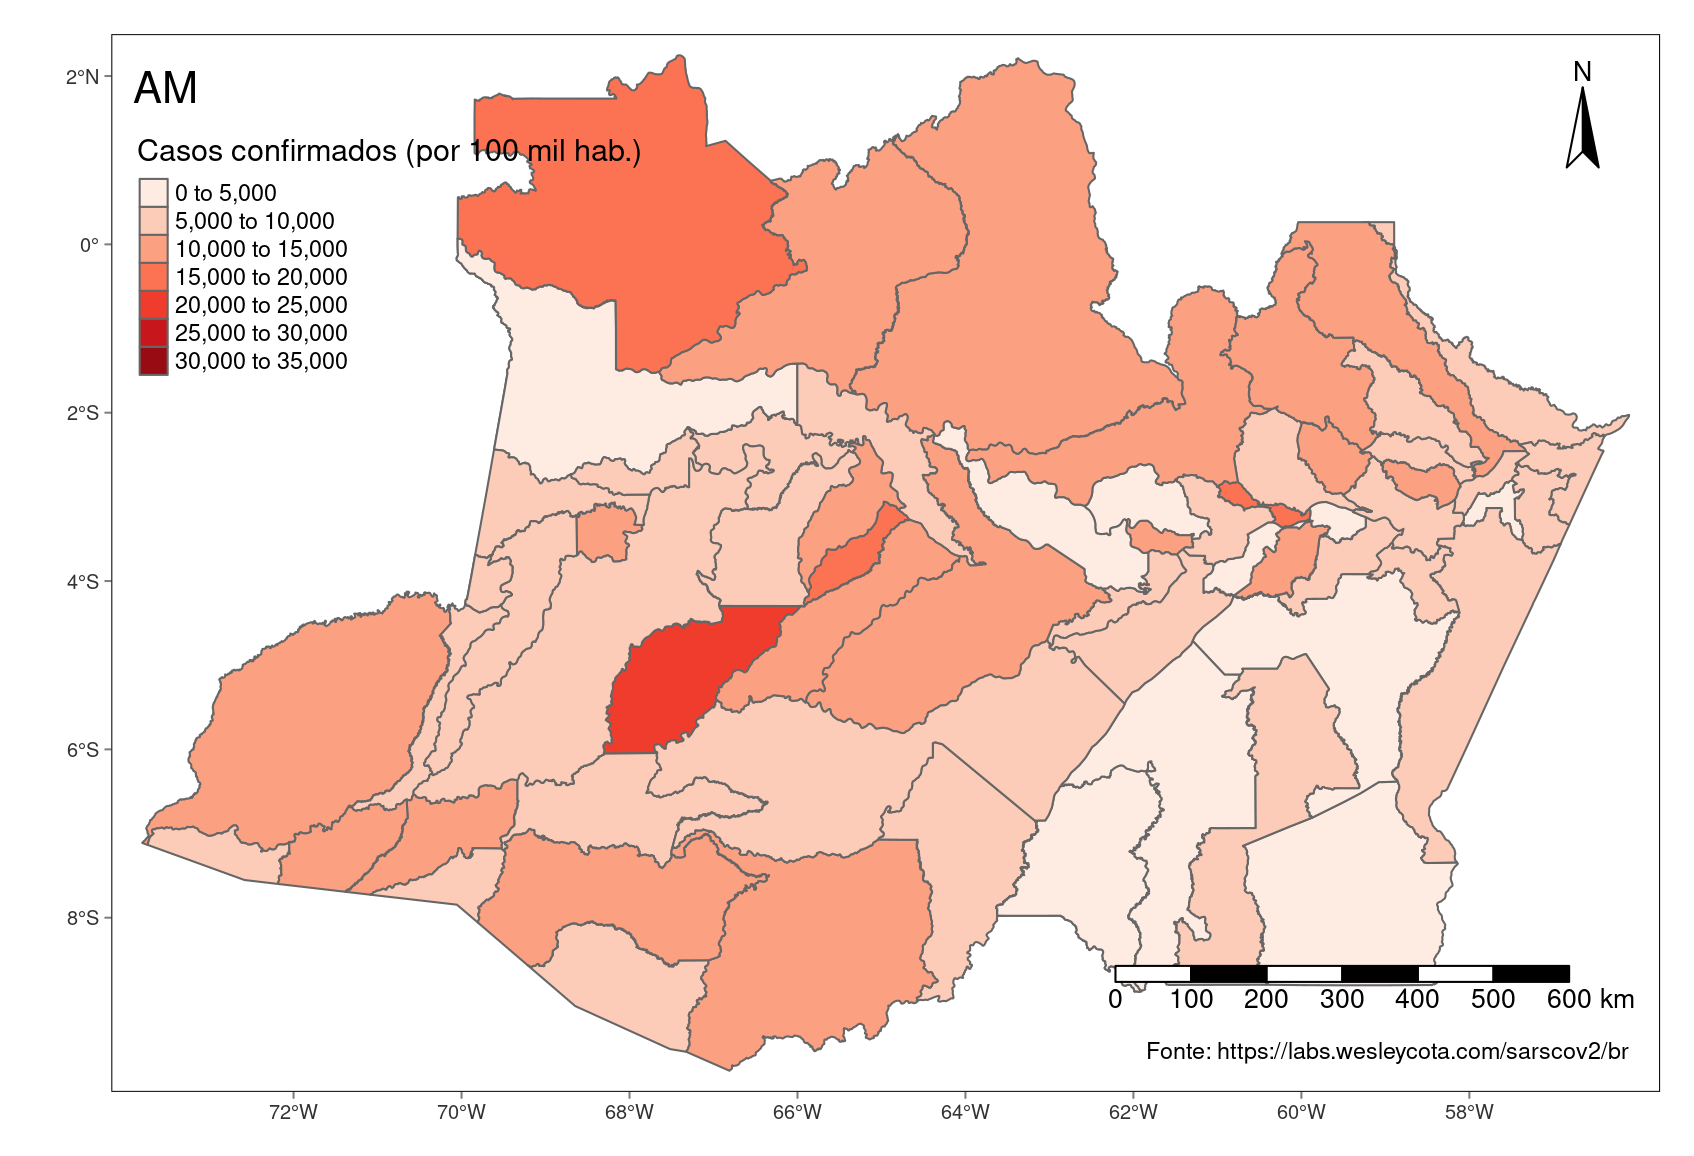 AM
N
Casos confirmados (por 100 mil hab.)
0 to 5,000
5,000 to 10,000
10,000 to 15,000
15,000 to 20,000
20,000 to 25,000
25,000 to 30,000
30,000 to 35,000
2°N
0°
2°S
4°S
6°S
8°S
0 100 200 300 400 500 600 km
Fonte: https://labs.wesleycota.com/sarscov2/br
72°W 70°W 68°W 66°W 64°W 62°W 60°W 58°W